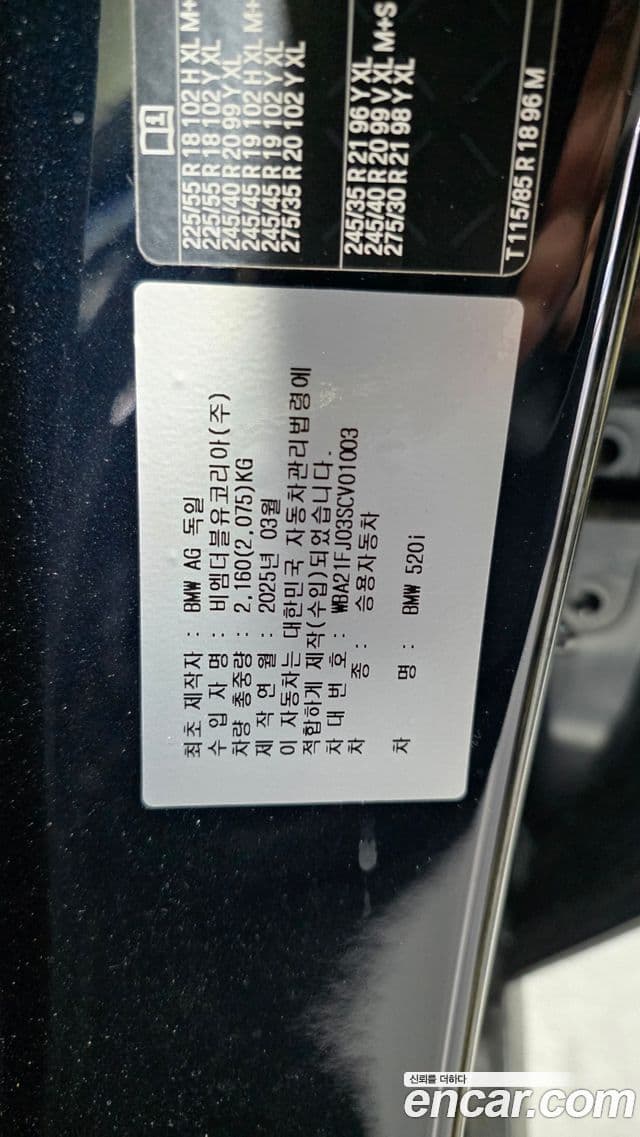 최초 제작자 : BMW AG 독일
수 입 자 명 : 비엠더블유코리아(주)
차량 총중량 : 2,160(2,075)KG
제 작 연 월 : 2025년 03월
이 자동차는 대한민국 자동차관리법령에
적합하게 제작(수입)되었습니다.
차 대 번 호 : WBA21FJ03SCV01003
차 종 : 승용자동차
차 명 : BMW 520i
1
225/55 R 18 102 H XL M+
225/55 R 18 102 Y XL
245/40 R 20 99 Y XL
245/45 R 19 102 H XL M+
245/45 R 19 102 Y XL
275/35 R 20 102 Y XL
245/35 R 21 96 Y XL
245/40 R 20 99 V XL M+S
275/30 R 21 98 Y XL
T 115/85 R 18 96 M
신뢰를 더하다
encar.com